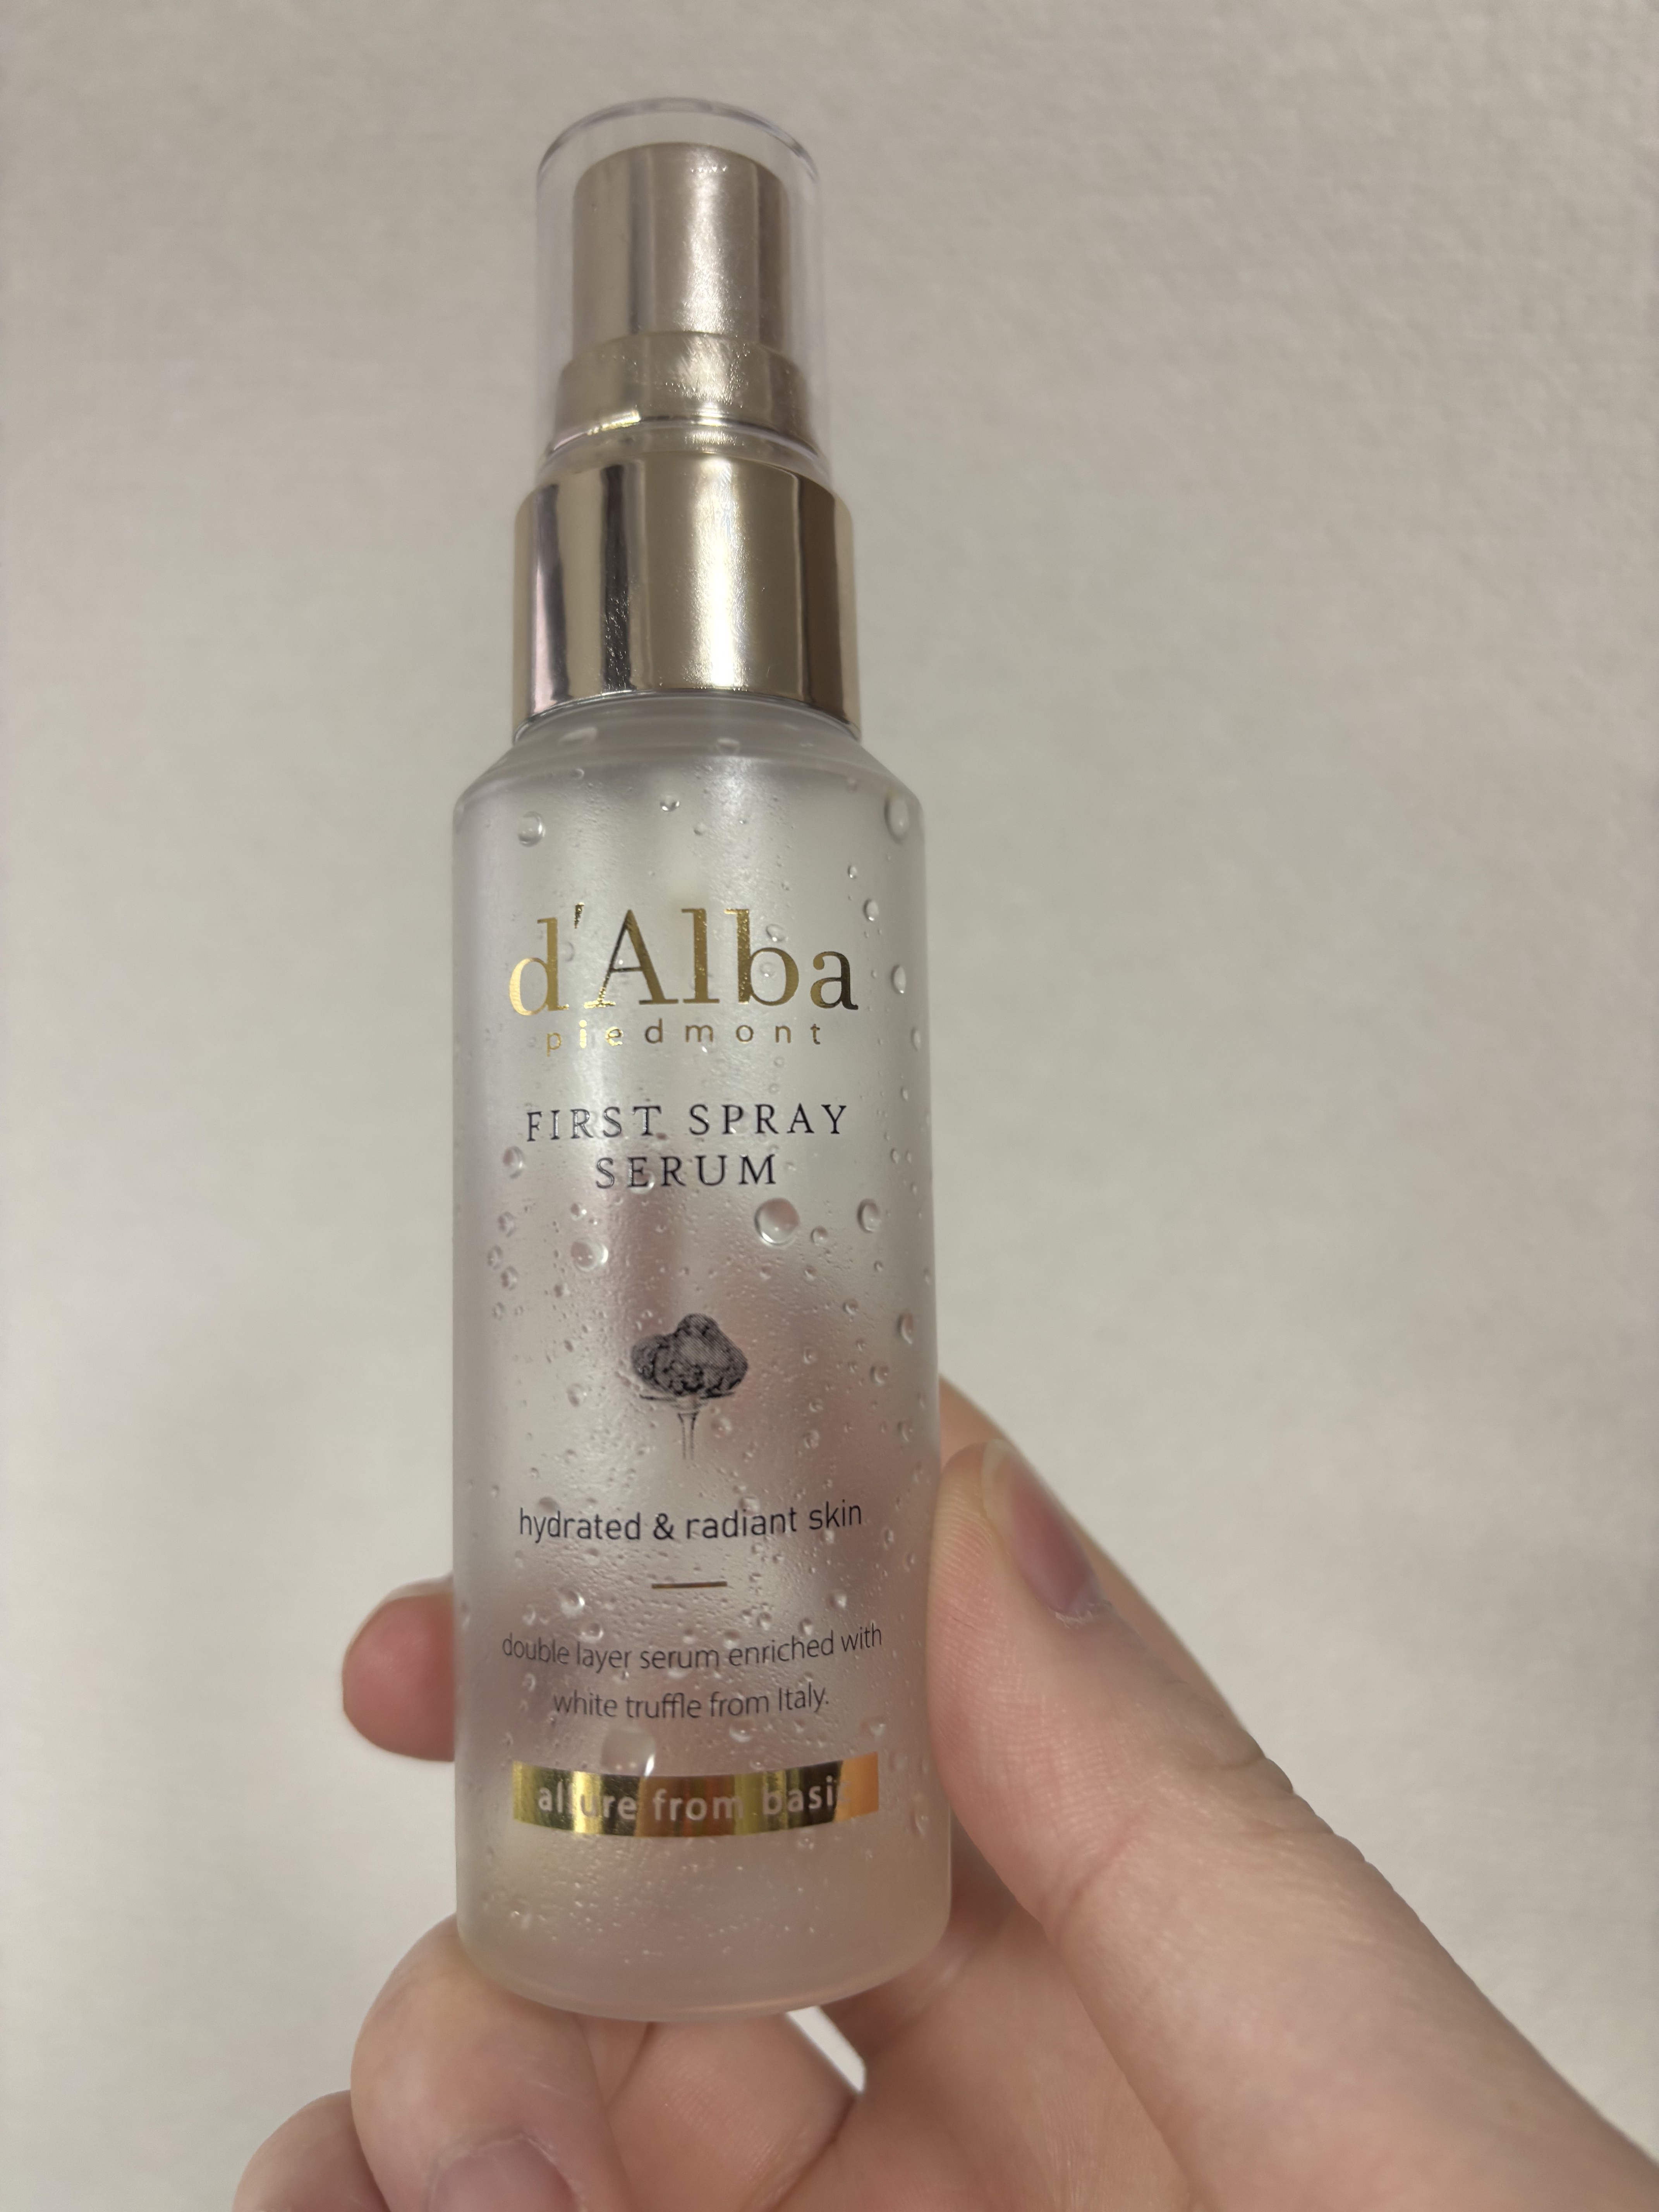 d'Alba
piedmont
FIRST SPRAY
SERUM
hydrated & radiant skin
double layer serum enriched with
white truffle from Italy.
allure from basic